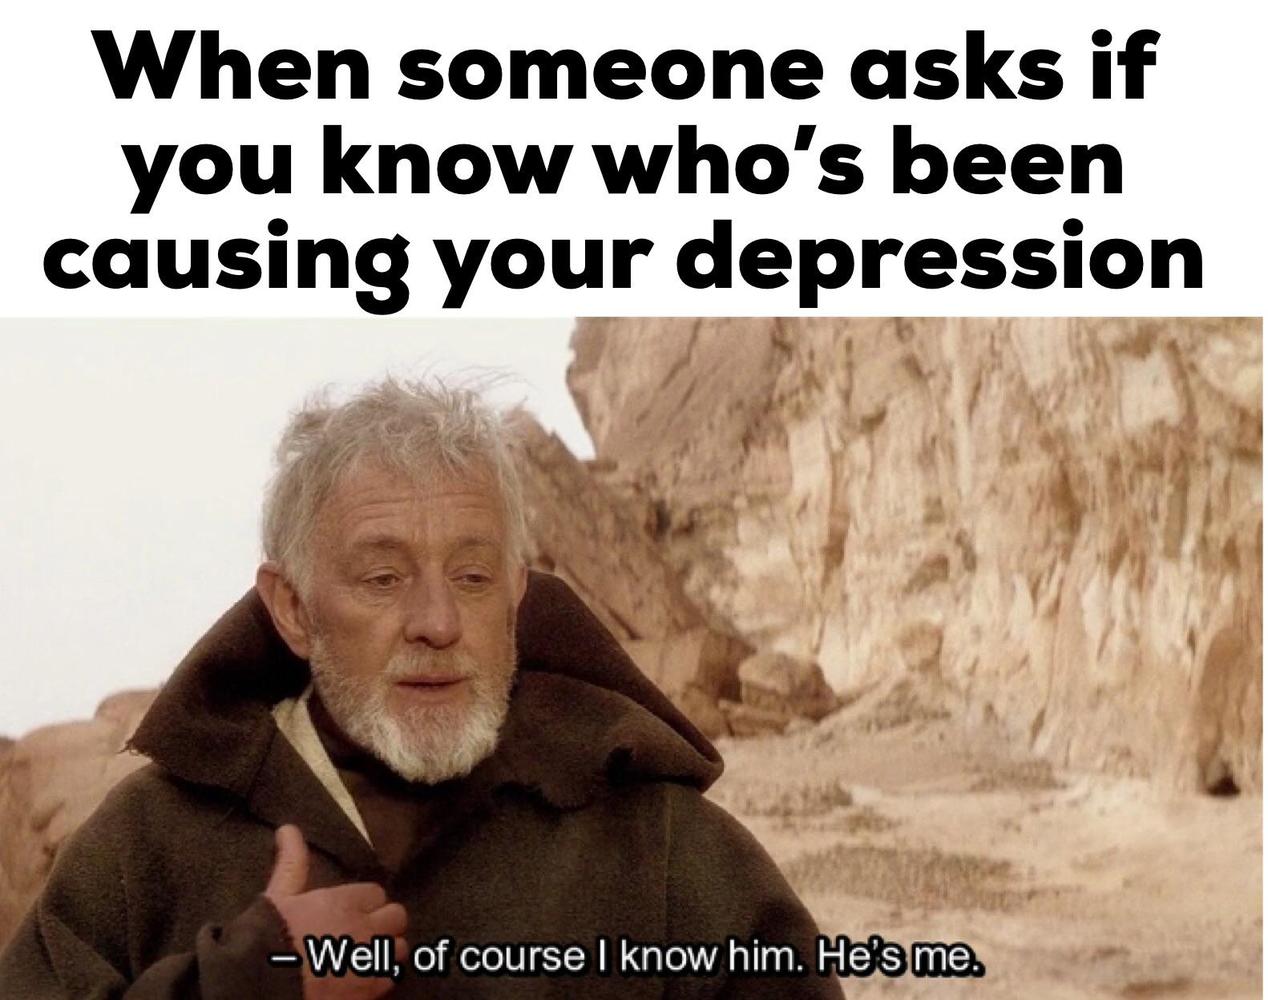 When someone asks if
you know who's been
causing your depression
– Well, of course I know him. He's me.